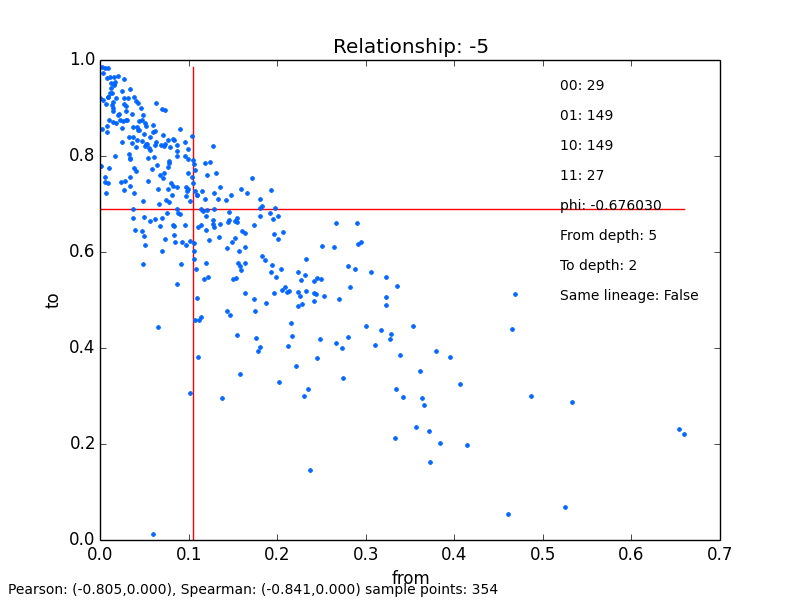 Relationship: -5
1.0
0.8
0.6
0.4
0.2
0.0
to
00: 29
01: 149
10: 149
11: 27
phi: -0.676030
From depth: 5
To depth: 2
Same lineage: False
0.0 0.1 0.2 0.3 0.4 0.5 0.6 0.7
from
Pearson: (-0.805,0.000), Spearman: (-0.841,0.000) sample points: 354